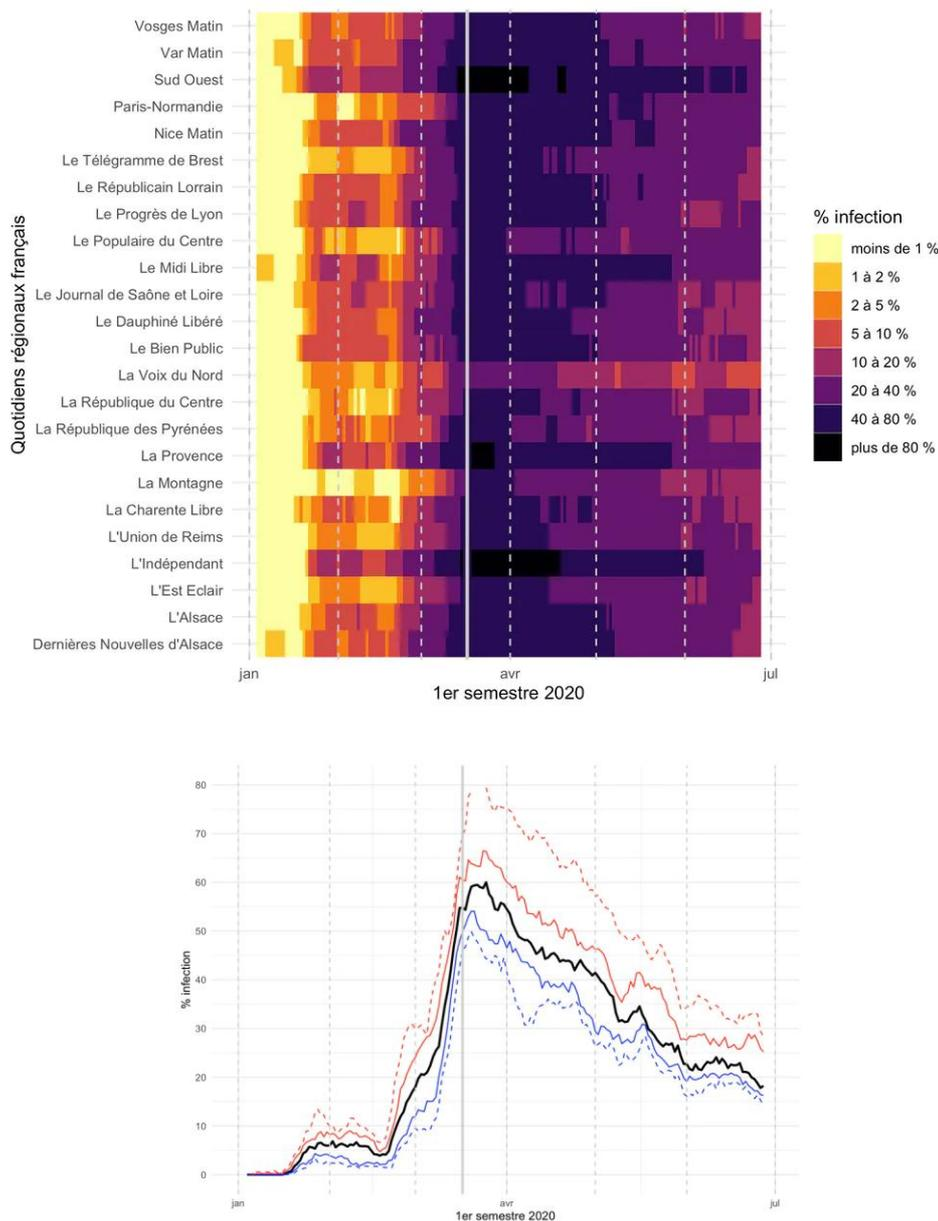 Vosges Matin
Var Matin
Sud Ouest
Paris-Normandie
Nice Matin
Le Télégramme de Brest
Le Républicain Lorrain
Le Progrès de Lyon
Le Populaire du Centre
Le Midi Libre
Le Journal de Saône et Loire
Le Dauphiné Libéré
Le Bien Public
La Voix du Nord
La République du Centre
La République des Pyrénées
La Provence
La Montagne
La Charente Libre
L'Union de Reims
L'Indépendant
L'Est Eclair
L'Alsace
Dernières Nouvelles d'Alsace
Quotidiens régionaux français
jan
avr
jul
1er semestre 2020
% infection
moins de 1 %
1 à 2 %
2 à 5 %
5 à 10 %
10 à 20 %
20 à 40 %
40 à 80 %
plus de 80 %
80
70
60
50
40
30
20
10
0
% infection
jan
avr
jul
1er semestre 2020